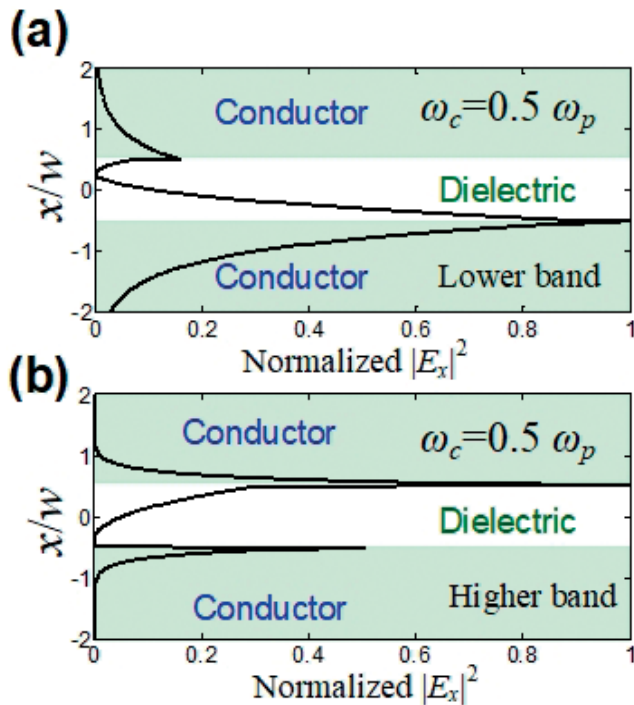 (a)
2
Conductor ω_c=0.5 ω_p
1
x/w
0
Dielectric
-1
Conductor Lower band
-2
0 0.2 0.4 0.6 0.8 1
Normalized |E_x|^2
(b)
2
Conductor ω_c=0.5 ω_p
1
x/w
0
Dielectric
-1
Conductor Higher band
-2
0 0.2 0.4 0.6 0.8 1
Normalized |E_x|^2